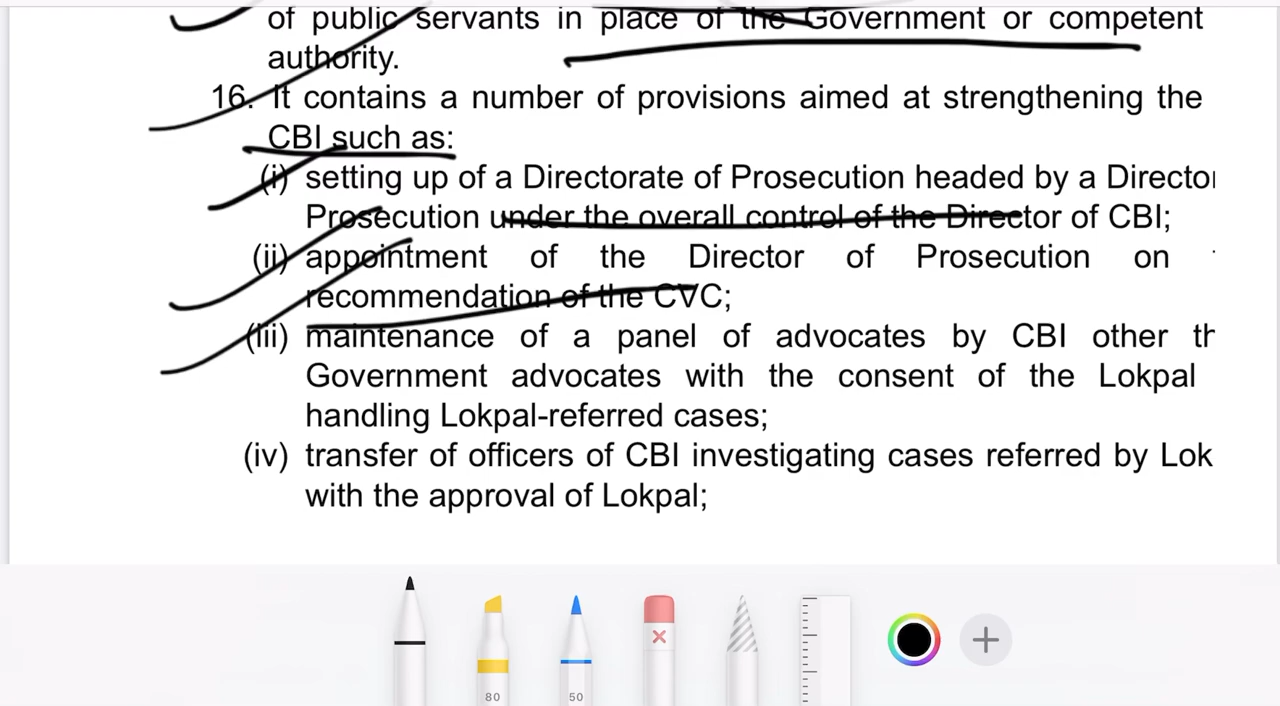 of public servants in place of the Government or competent
authority.
16. It contains a number of provisions aimed at strengthening the
CBI such as:
(i) setting up of a Directorate of Prosecution headed by a Director
Prosecution under the overall control of the Director of CBI;
(ii) appointment of the Director of Prosecution on
recommendation of the CVC;
(iii) maintenance of a panel of advocates by CBI other th
Government advocates with the consent of the Lokpal
handling Lokpal-referred cases;
(iv) transfer of officers of CBI investigating cases referred by Lok
with the approval of Lokpal;
80 50